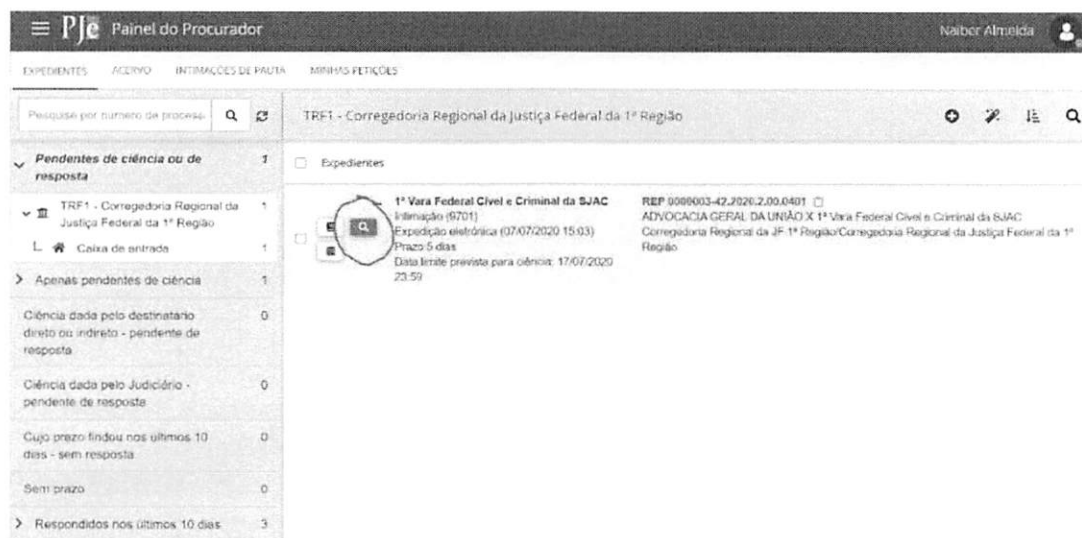 PJe Painel do Procurador
Naiber Almeida
EXPEDIENTES ACERVO INTIMAÇÕES DE PAUTA MINHAS PETIÇÕES
Pesquise por número de process
TRF1 - Corregedoria Regional da Justiça Federal da 1ª Região
Pendentes de ciência ou de 1
resposta
TRF1 - Corregedoria Regional da 1
Justiça Federal da 1ª Região
Caixa de entrada 1
Apenas pendentes de ciência 1
Ciência dada pelo destinatário 0
direto ou indireto - pendente de
resposta
Ciência dada pelo Judiciário - 0
pendente de resposta
Cujo prazo findou nos últimos 10 0
dias - sem resposta
Sem prazo 0
Respondidos nos últimos 10 dias 3
Expedientes
1ª Vara Federal Cível e Criminal da SJAC
Intimação (9701)
Expedição eletrônica (07/07/2020 15:03)
Prazo 5 dias
Data limite prevista para ciência: 17/07/2020
23:59
REP 0000003-42.2020.2.00.0401
ADVOCACIA GERAL DA UNIÃO X 1ª Vara Federal Cível e Criminal da SJAC
Corregedoria Regional da JF 1ª Região/Corregedoria Regional da Justiça Federal da 1ª
Região